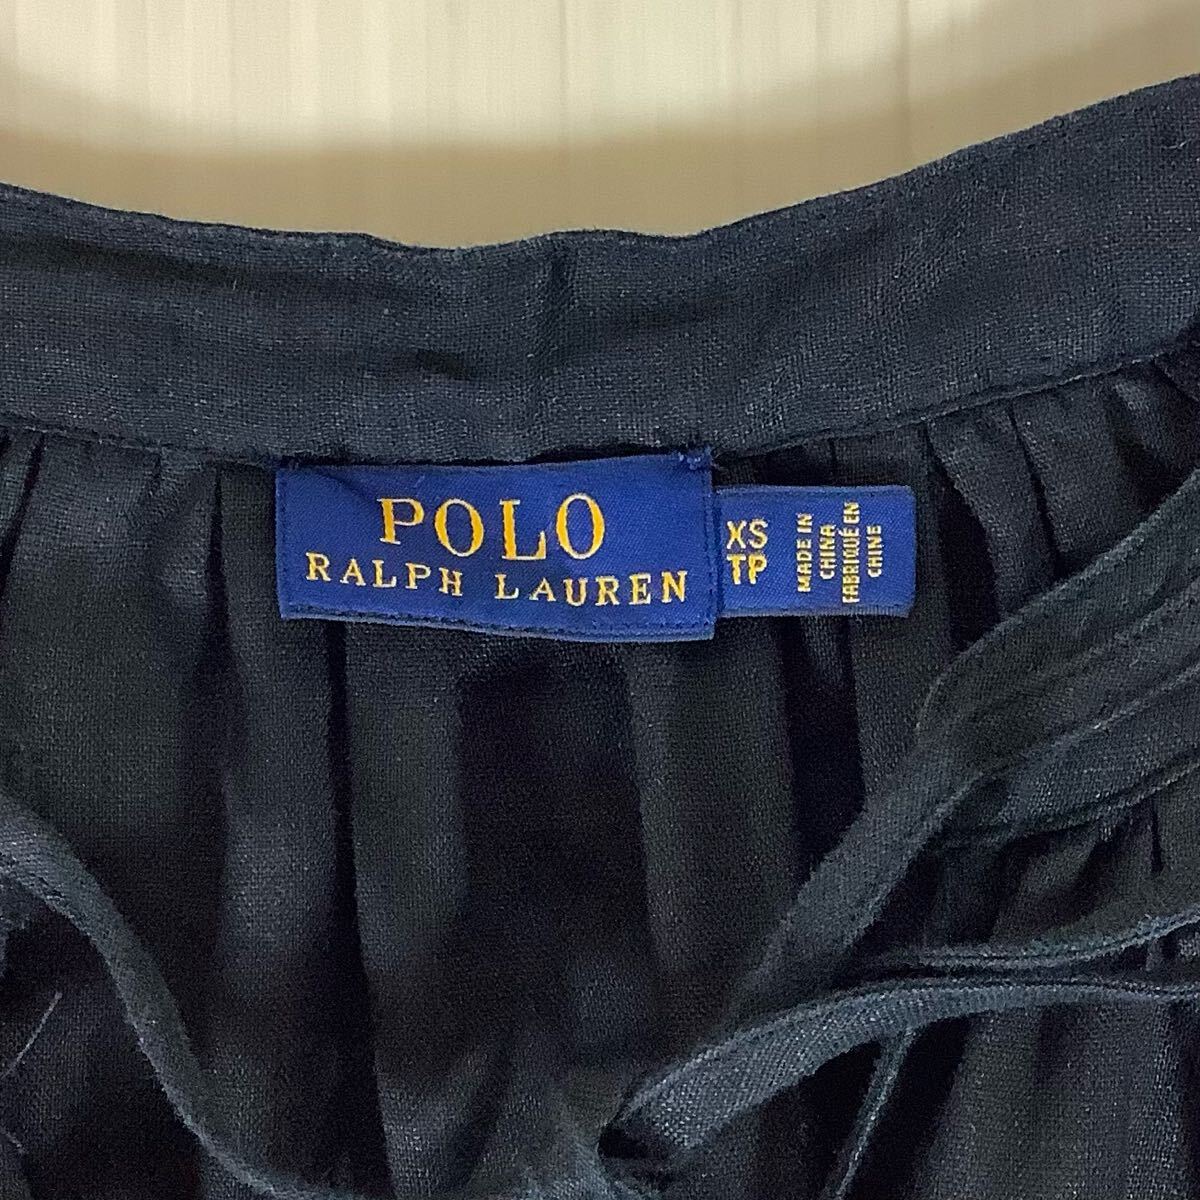 POLO
RALPH LAUREN
XS
TP
MADE IN
CHINA
FABRIQUÉ EN
CHINE